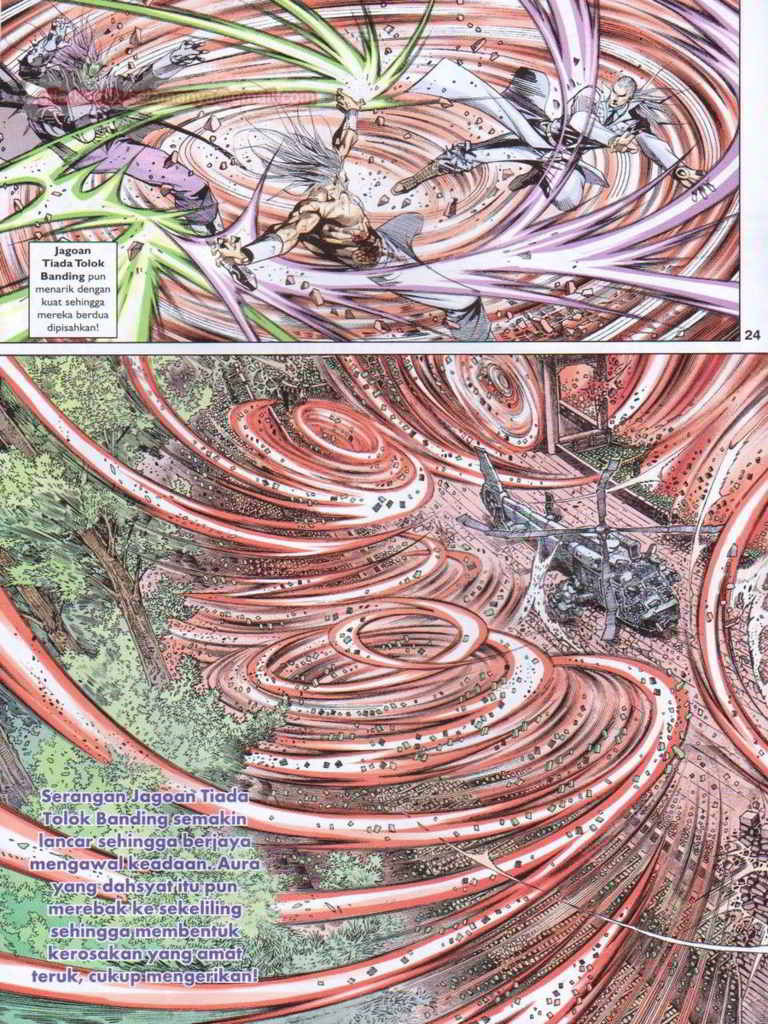 Jagoan
Tiada Tolok
Banding pun
menarik dengan
kuat sehingga
mereka berdua
dipisahkan!
24
Serangan Jagoan Tiada
Tolok Banding semakin
lancar sehingga berjaya
mengawal keadaan. Aura
yang dahsyat itu pun
merebak ke sekeliling
sehingga membentuk
kerosakan yang amat
teruk, cukup mengerikan!